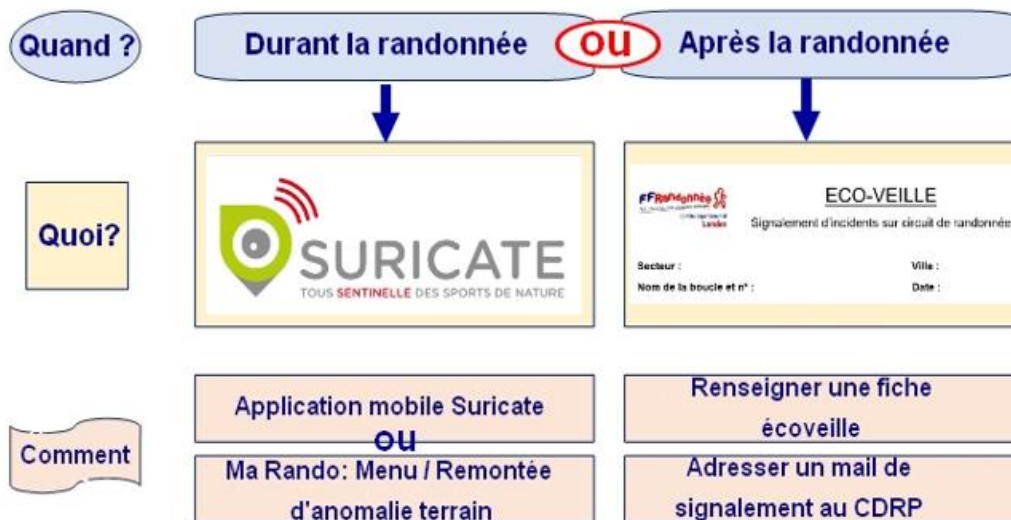 Quand ?
Durant la randonnée
OU
Après la randonnée
Quoi?
SURICATE
TOUS SENTINELLE DES SPORTS DE NATURE
FFRandonnée
Landes
ECO-VEILLE
Signalement d'incidents sur circuit de randonnée
Secteur :
Ville :
Nom de la boucle et n° :
Date :
Comment
Application mobile Suricate
ou
Ma Rando: Menu / Remontée
d'anomalie terrain
Renseigner une fiche
écoveille
Adresser un mail de
signalement au CDRP